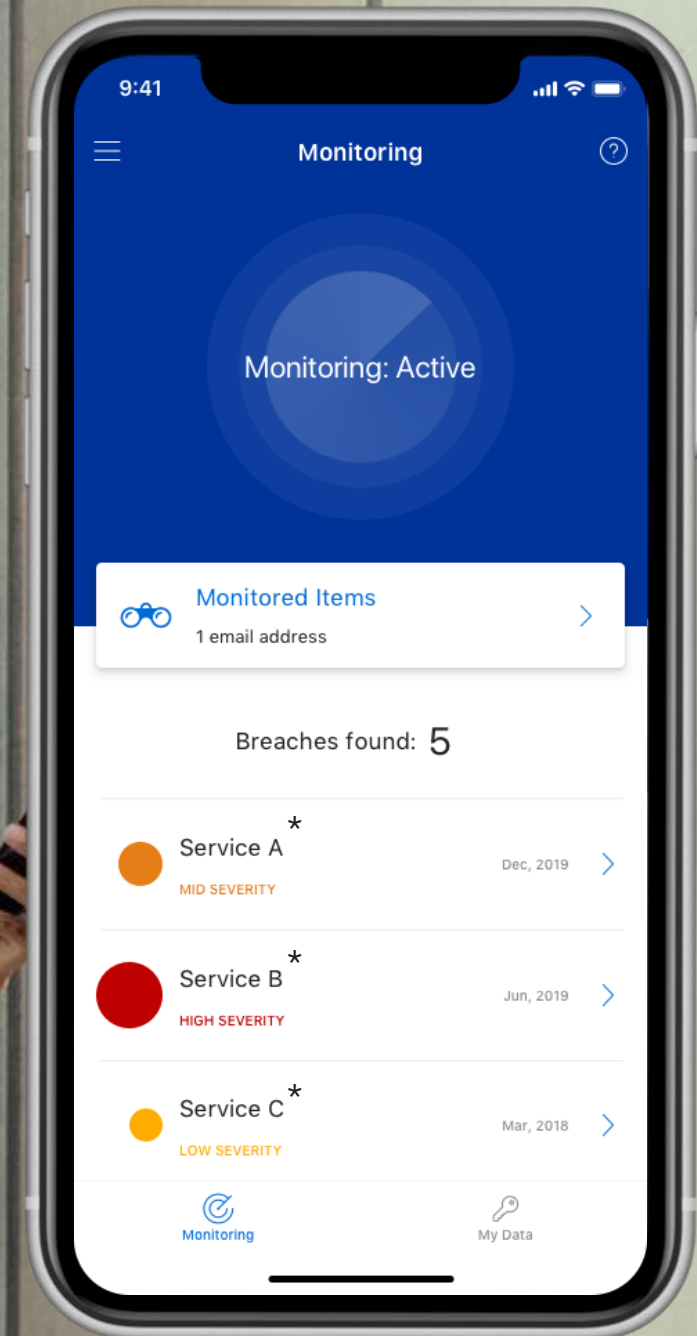 9:41
Monitoring
?
Monitoring: Active
Monitored Items
1 email address
Breaches found: 5
Service A*
Dec, 2019
MID SEVERITY
Service B*
Jun, 2019
HIGH SEVERITY
Service C*
Mar, 2018
LOW SEVERITY
Monitoring
My Data